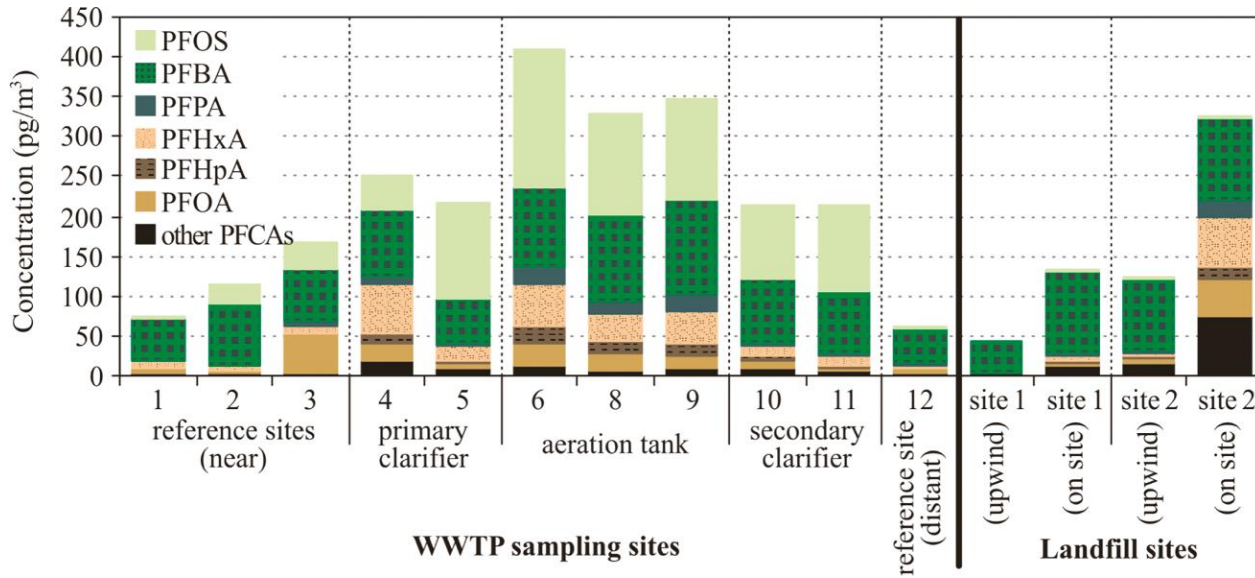 Concentration (pg/m³)
450
400
350
300
250
200
150
100
50
0
PFOS
PFBA
PFPA
PFHxA
PFHpA
PFOA
other PFCAs
1 2 3 4 5 6 8 9 10 11 12 site 1 site 1 site 2 site 2
reference sites
(near)
primary
clarifier
aeration tank
secondary
clarifier
reference site
(distant)
(upwind)
(on site)
(upwind)
(on site)
WWTP sampling sites
Landfill sites